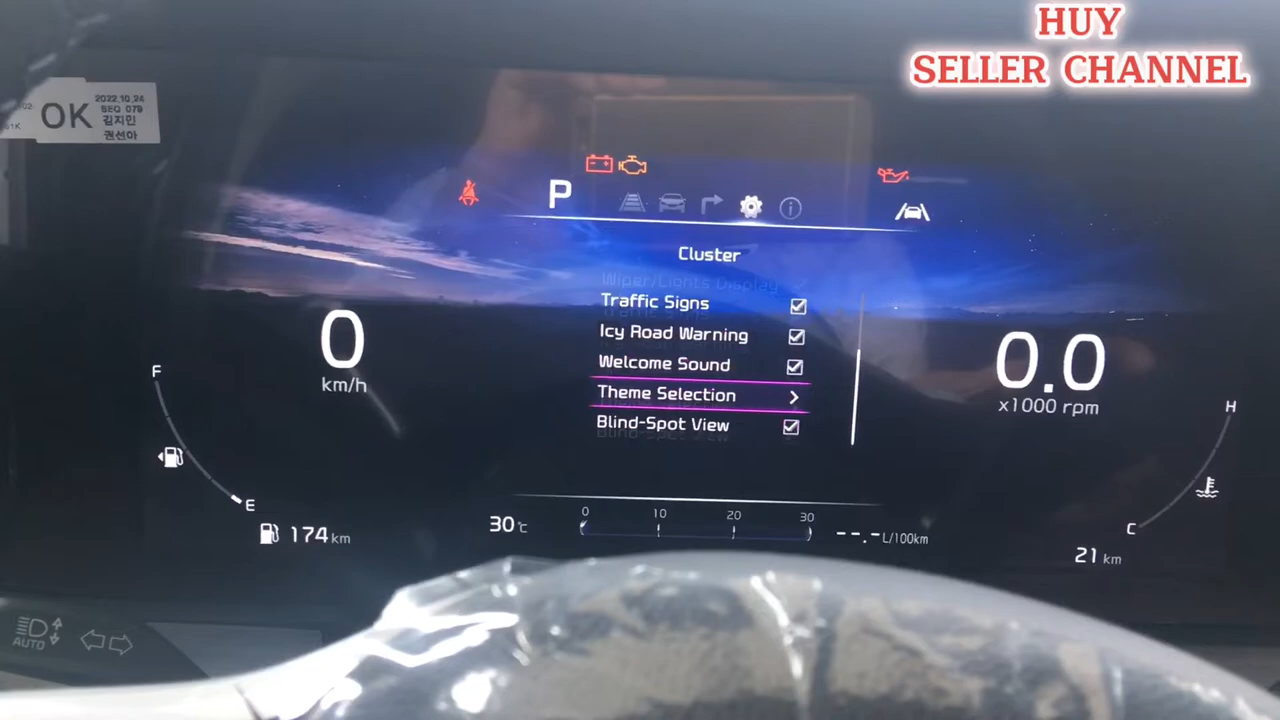 HUY
SELLER CHANNEL
OK
2022.10.24
SEQ 079
김지민
권선아
P
Cluster
Wiper/Lights Display
Traffic Signs
Icy Road Warning
Welcome Sound
Theme Selection
Blind-Spot View
0
km/h
0.0
x1000 rpm
F
E
H
C
174 km
30°C
0 10 20 30
--.- L/100km
21 km
AUTO